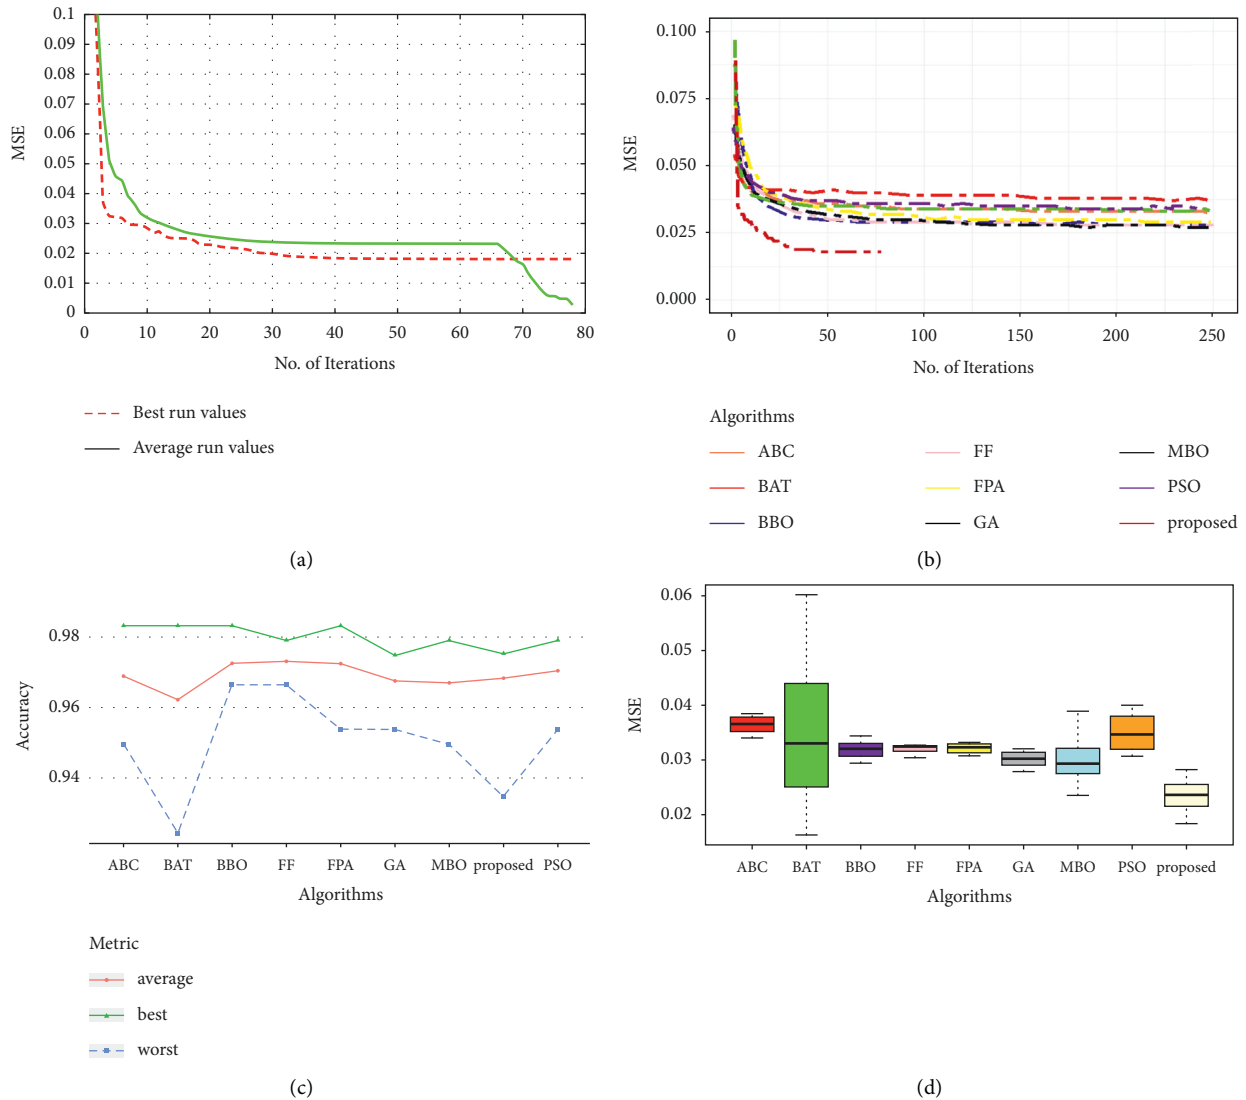 0.1
0.09
0.08
0.07
0.06
0.05
0.04
0.03
0.02
0.01
0
MSE
0 10 20 30 40 50 60 70 80
No. of Iterations
Best run values
Average run values
(a)
0.100
0.075
0.050
0.025
0.000
MSE
0 50 100 150 200 250
No. of Iterations
Algorithms
ABC FF MBO
BAT FPA PSO
BBO GA proposed
(b)
0.98
0.96
0.94
Accuracy
ABC BAT BBO FF FPA GA MBO proposed PSO
Algorithms
Metric
average
best
worst
(c)
0.06
0.05
0.04
0.03
0.02
MSE
ABC BAT BBO FF FPA GA MBO PSO proposed
Algorithms
(d)